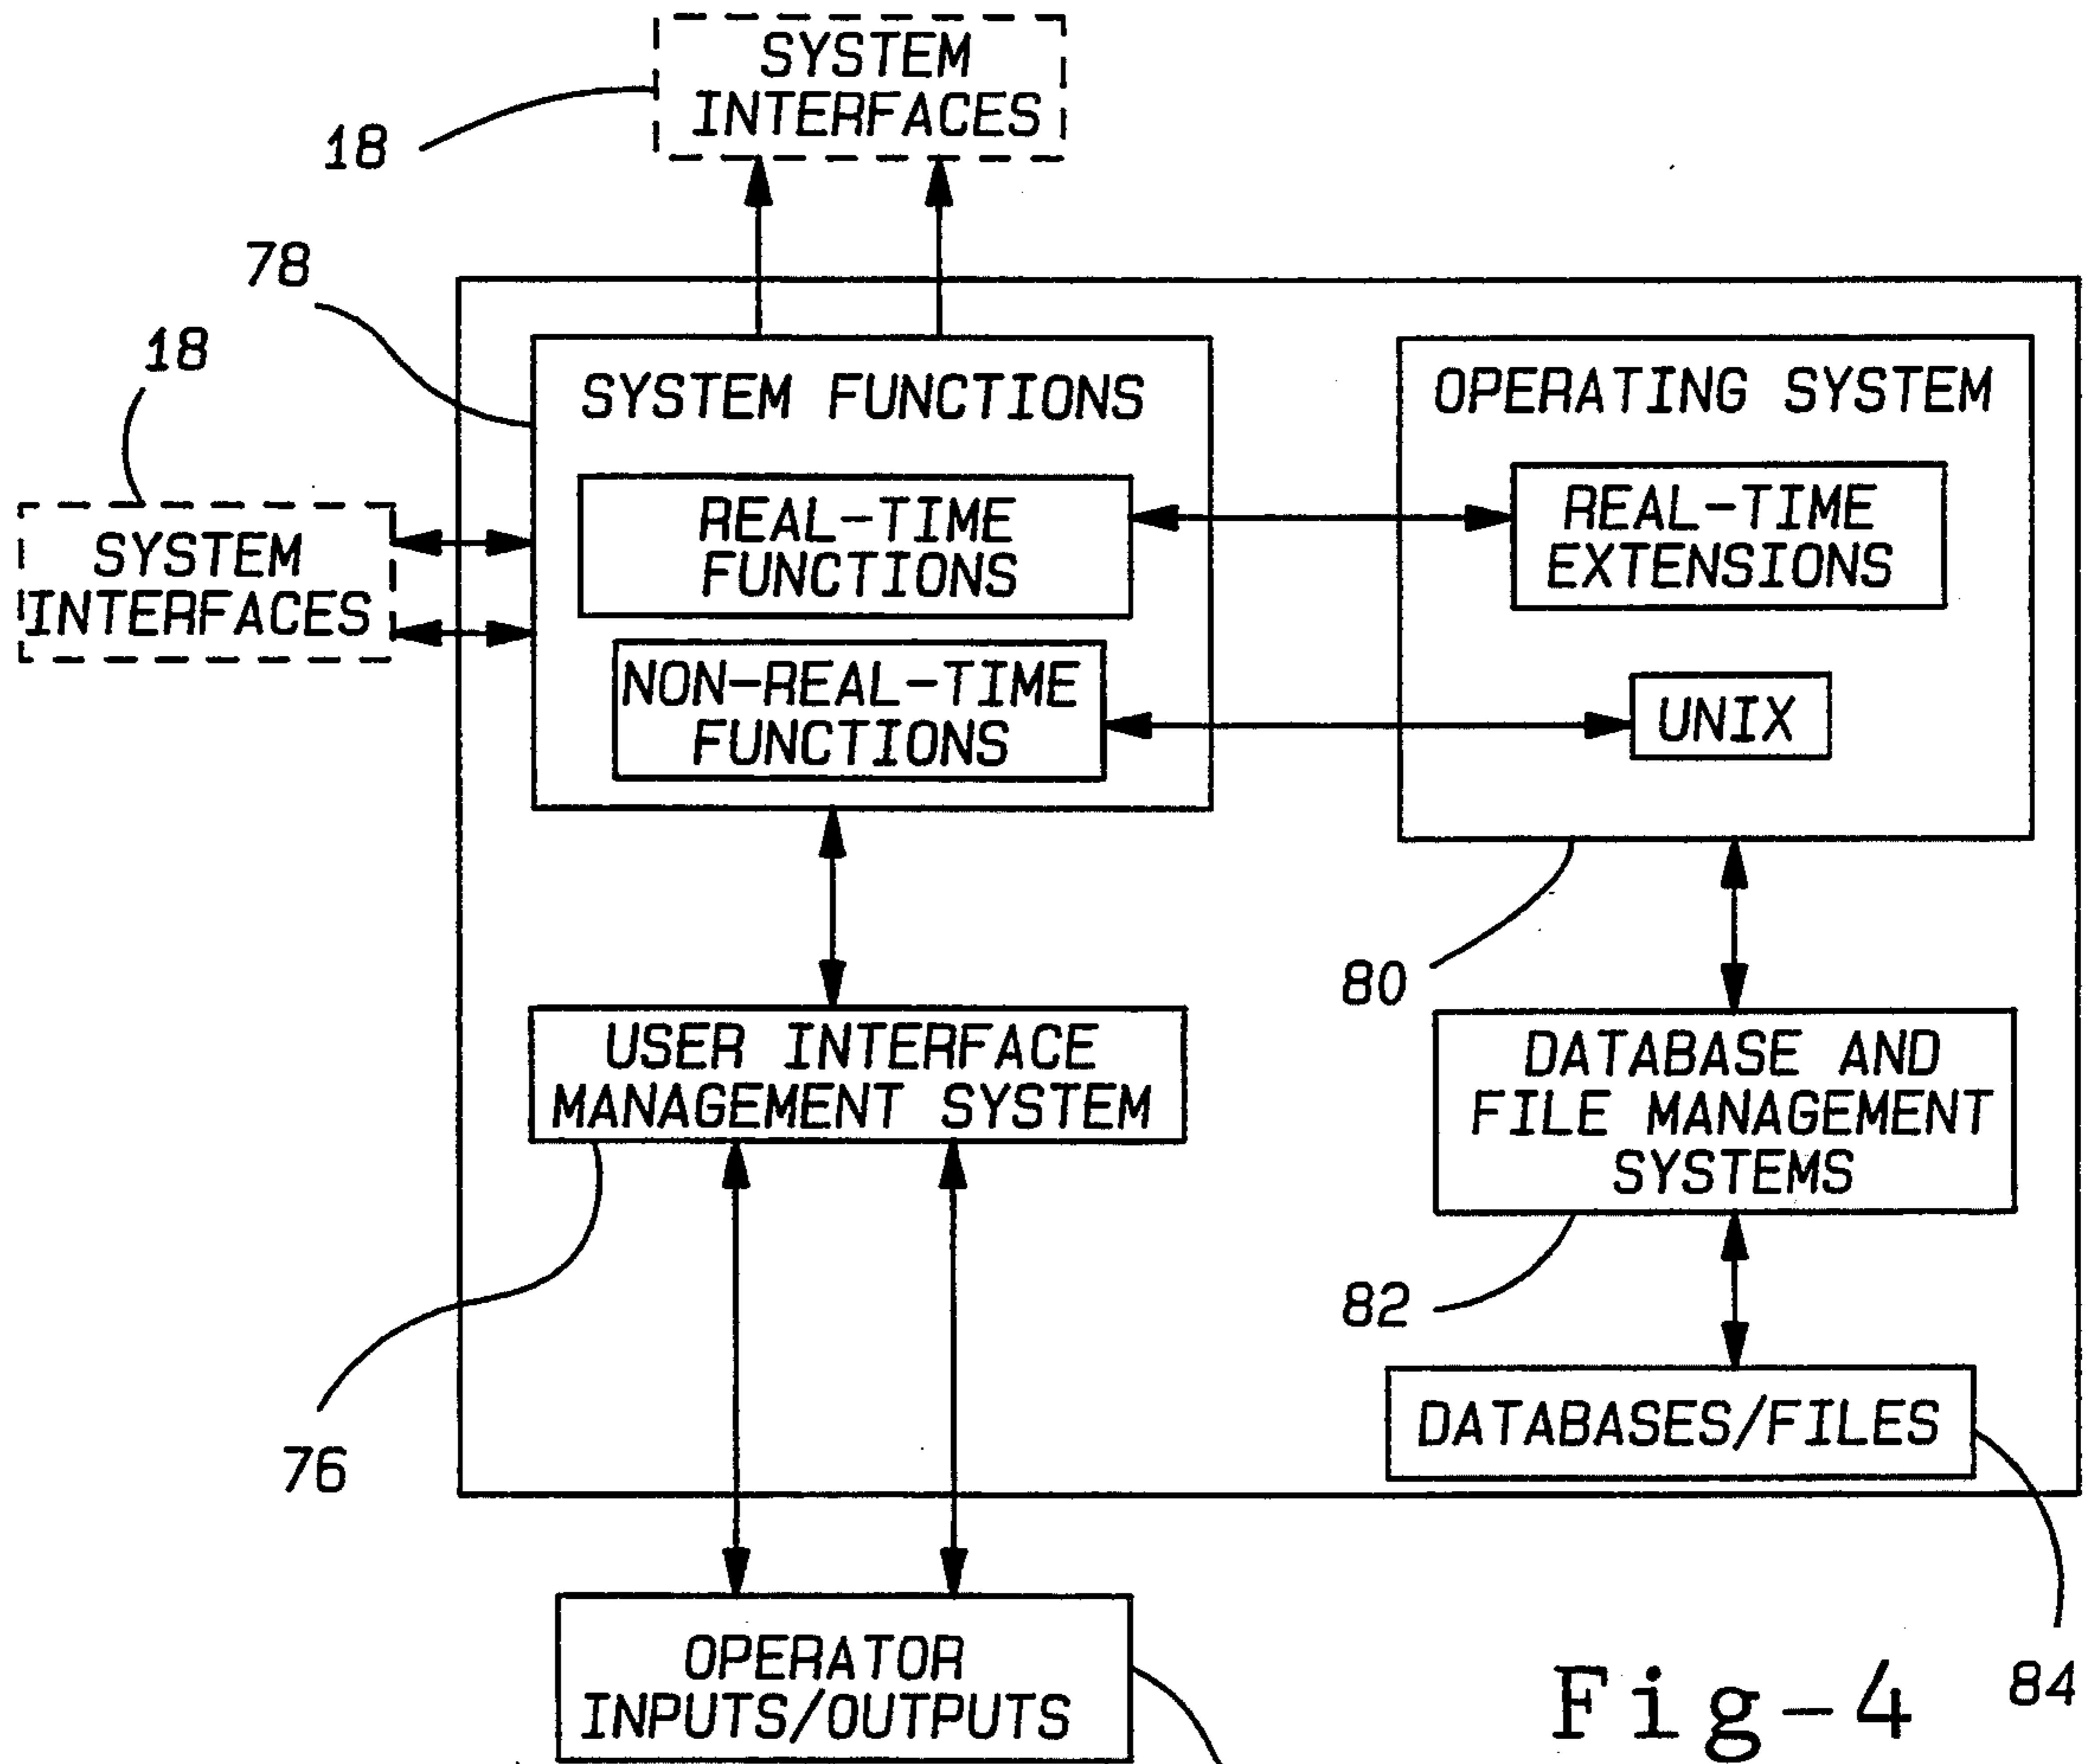 SYSTEM
INTERFACES
18
78
18
SYSTEM FUNCTIONS
OPERATING SYSTEM
REAL-TIME
FUNCTIONS
REAL-TIME
EXTENSIONS
SYSTEM
INTERFACES
NON-REAL-TIME
FUNCTIONS
UNIX
80
USER INTERFACE
MANAGEMENT SYSTEM
DATABASE AND
FILE MANAGEMENT
SYSTEMS
82
76
DATABASES/FILES
OPERATOR
INPUTS/OUTPUTS
84
Fig-4